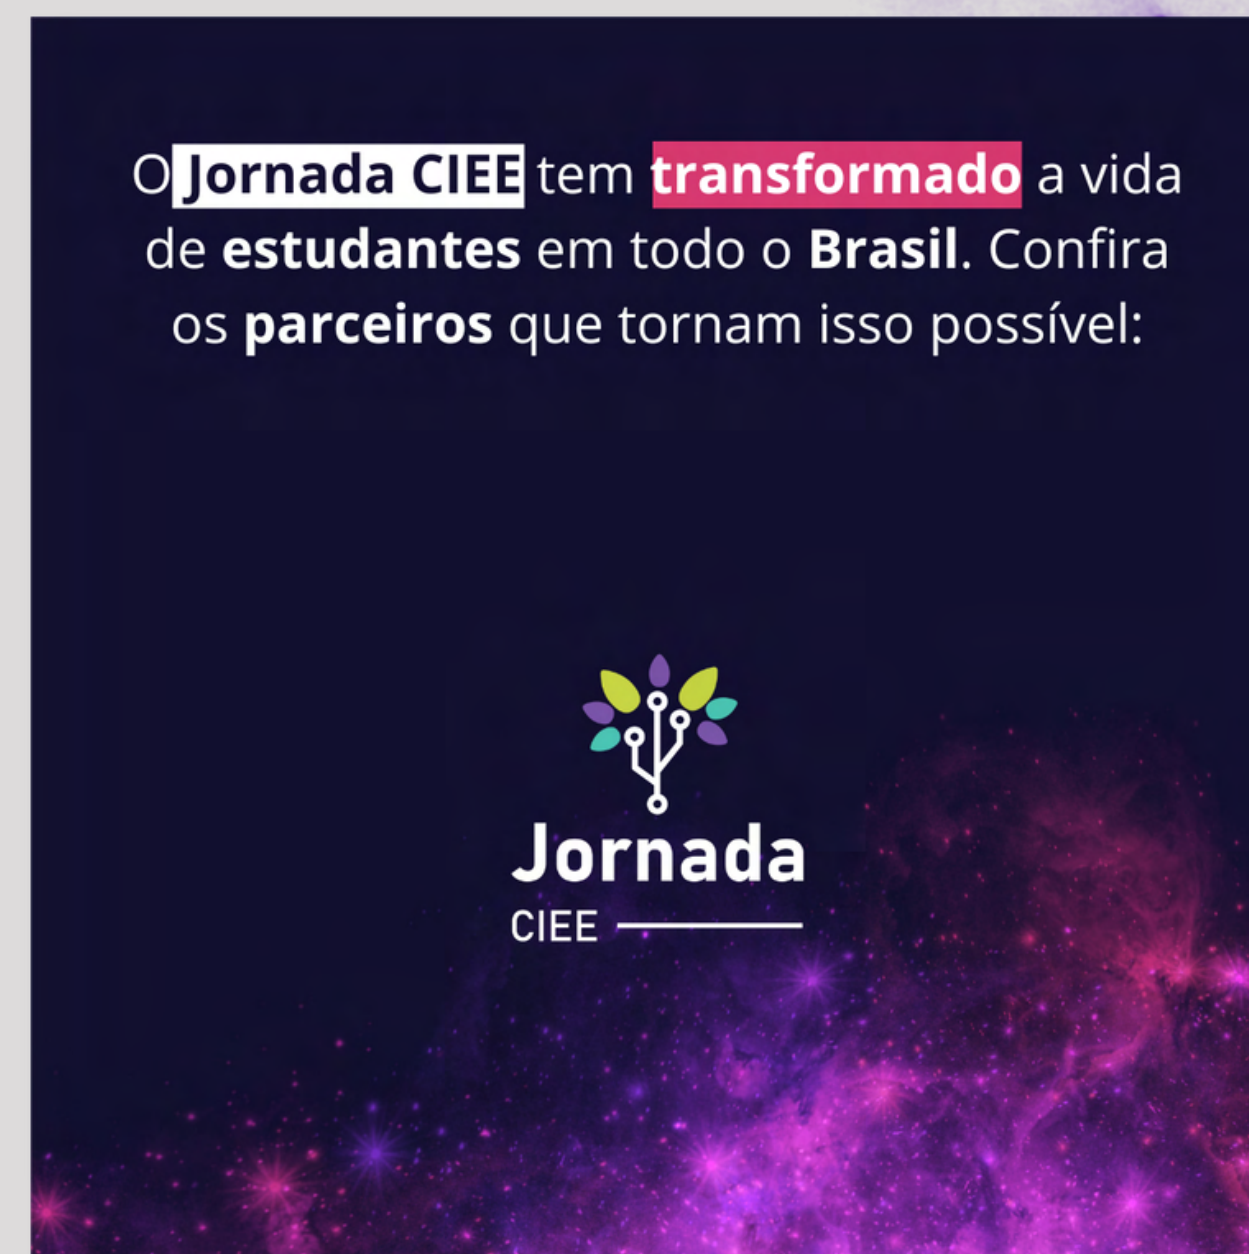 O Jornada CIEE tem transformado a vida
de estudantes em todo o Brasil. Confira
os parceiros que tornam isso possível:
Jornada
CIEE